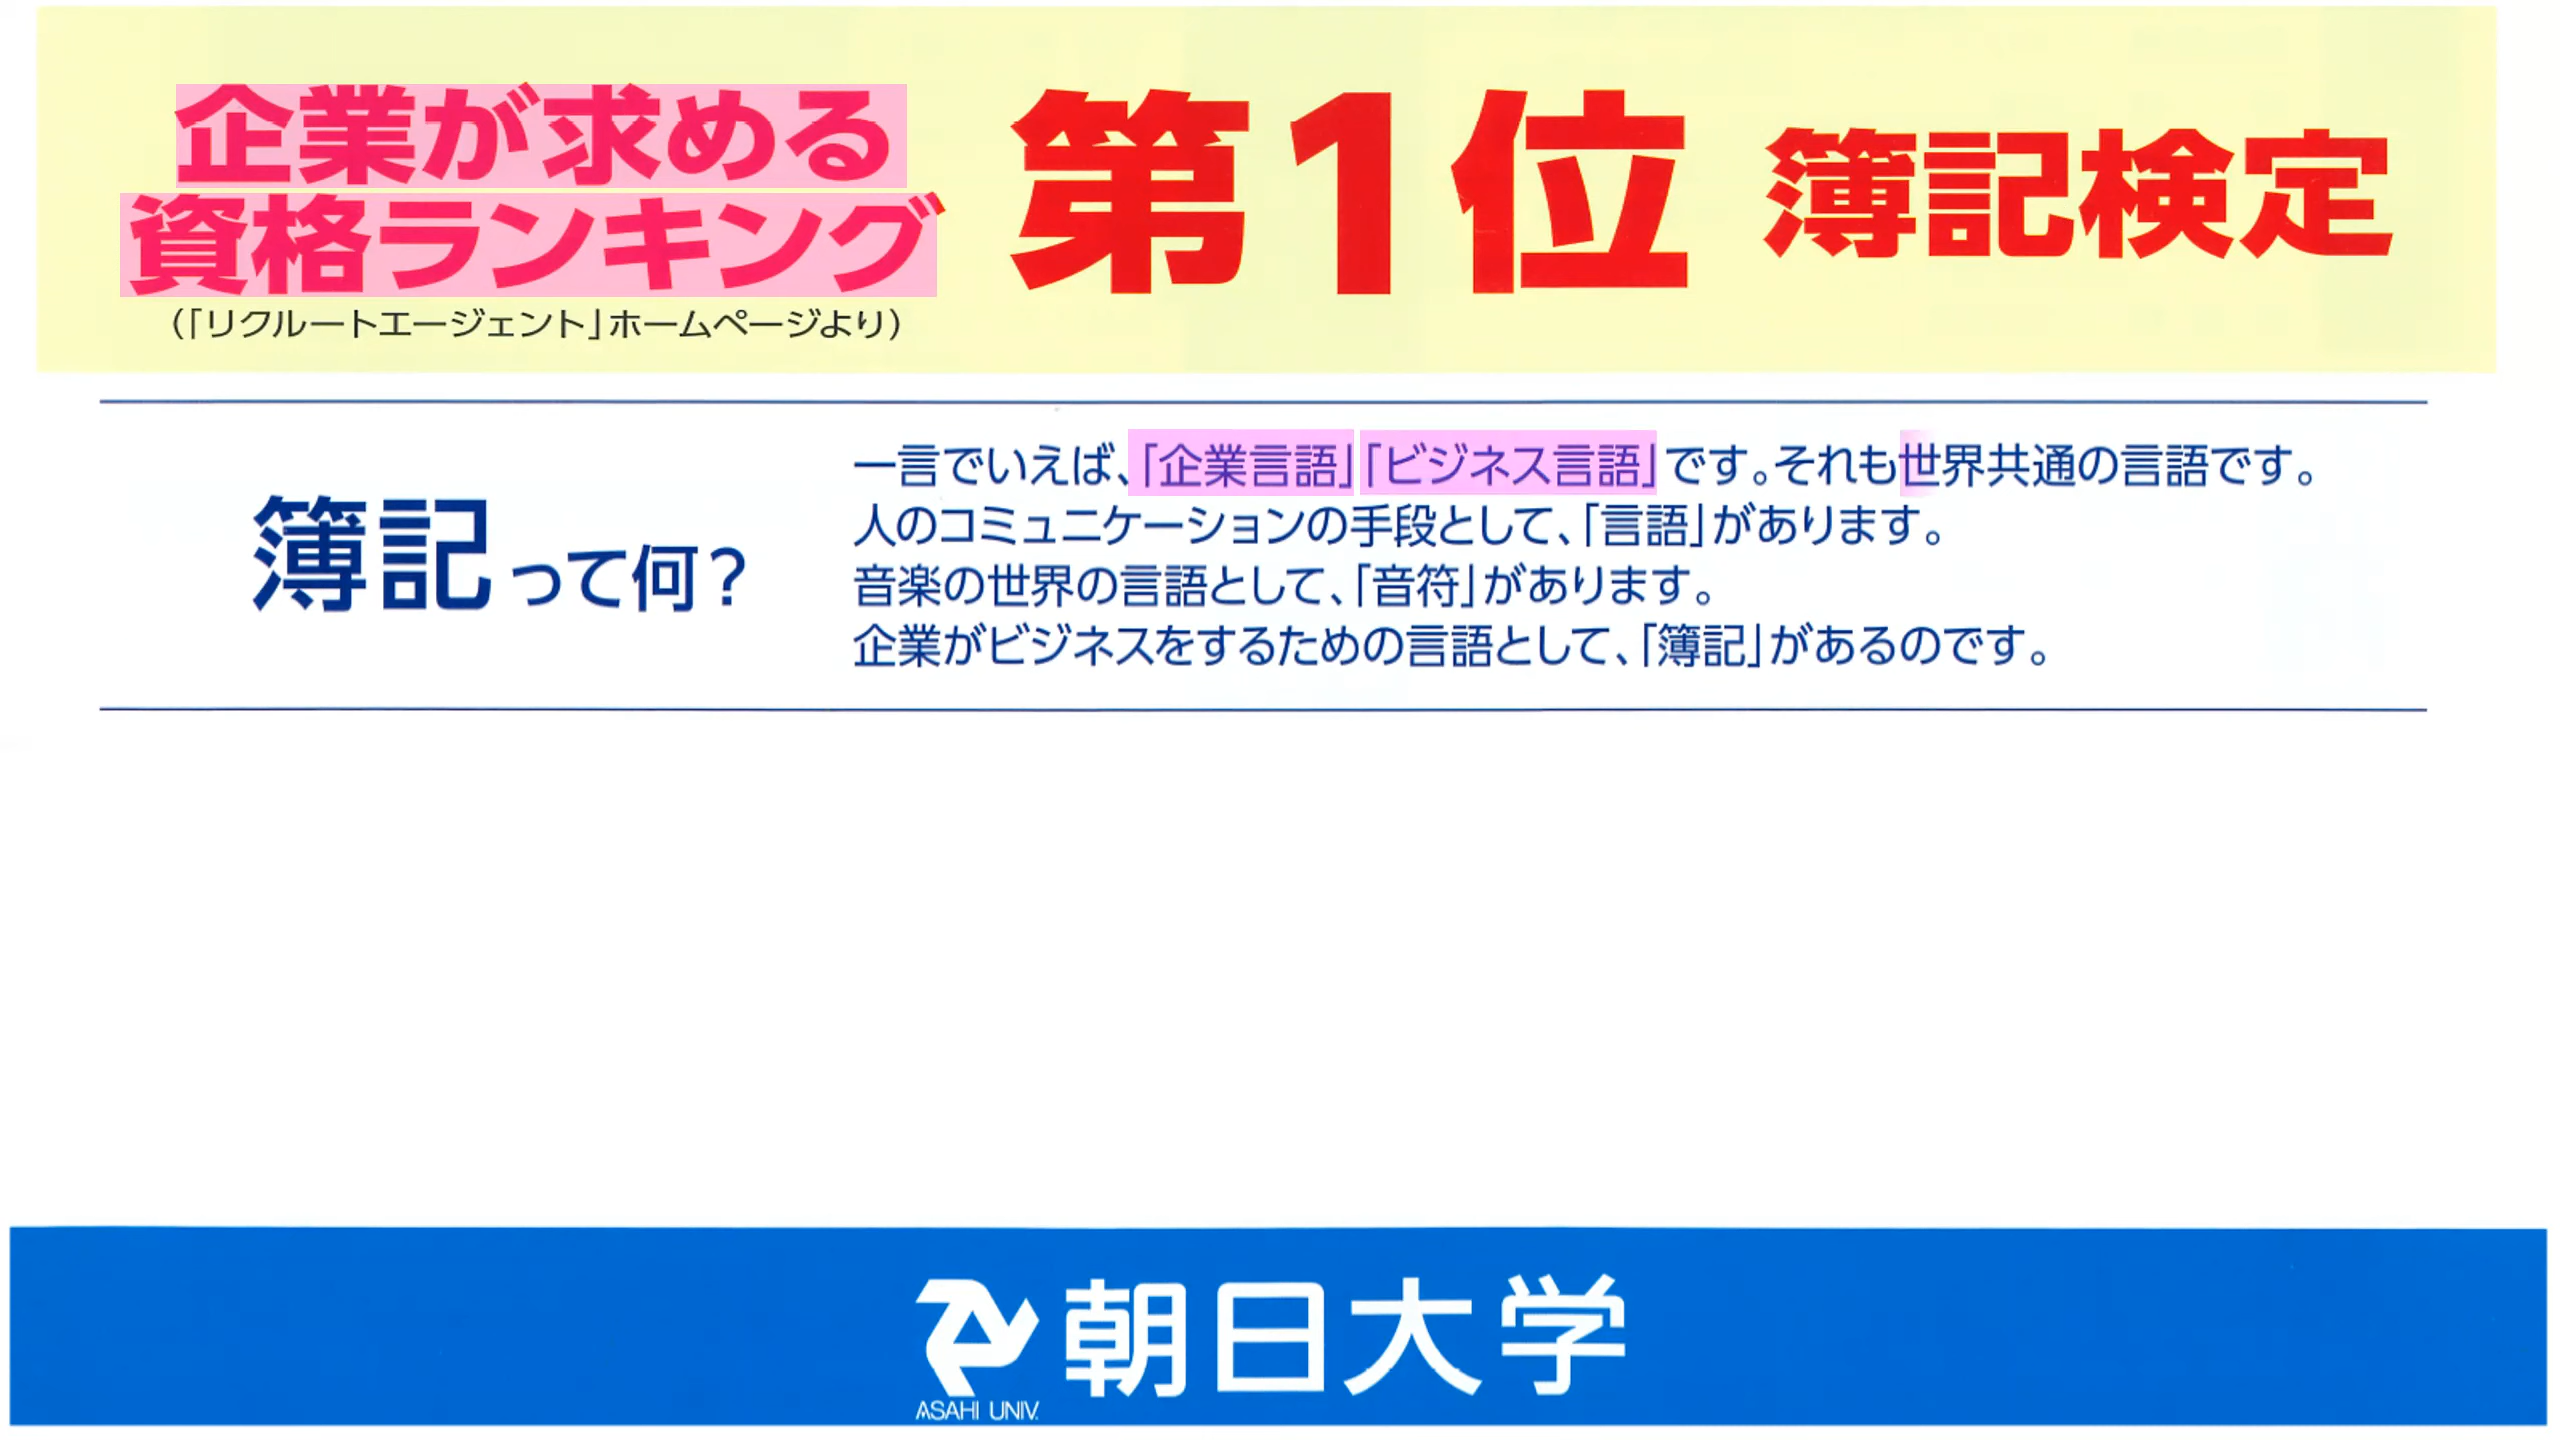 企業が求める
資格ランキング
(「リクルートエージェント」ホームページより)
第1位 簿記検定
簿記って何?
一言でいえば、「企業言語」「ビジネス言語」です。それも世界共通の言語です。
人のコミュニケーションの手段として、「言語」があります。
音楽の世界の言語として、「音符」があります。
企業がビジネスをするための言語として、「簿記」があるのです。
朝日大学
ASAHI UNIV.